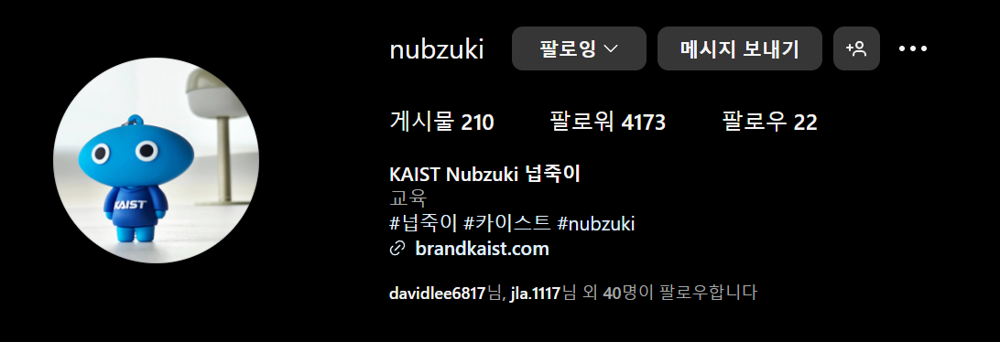 nubzuki 팔로잉 메시지 보내기
게시물 210 팔로워 4173 팔로우 22
KAIST Nubzuki 넙죽이
교육
#넙죽이 #카이스트 #nubzuki
brandkaist.com
davidlee6817님, jla.1117님 외 40명이 팔로우합니다
KAIST